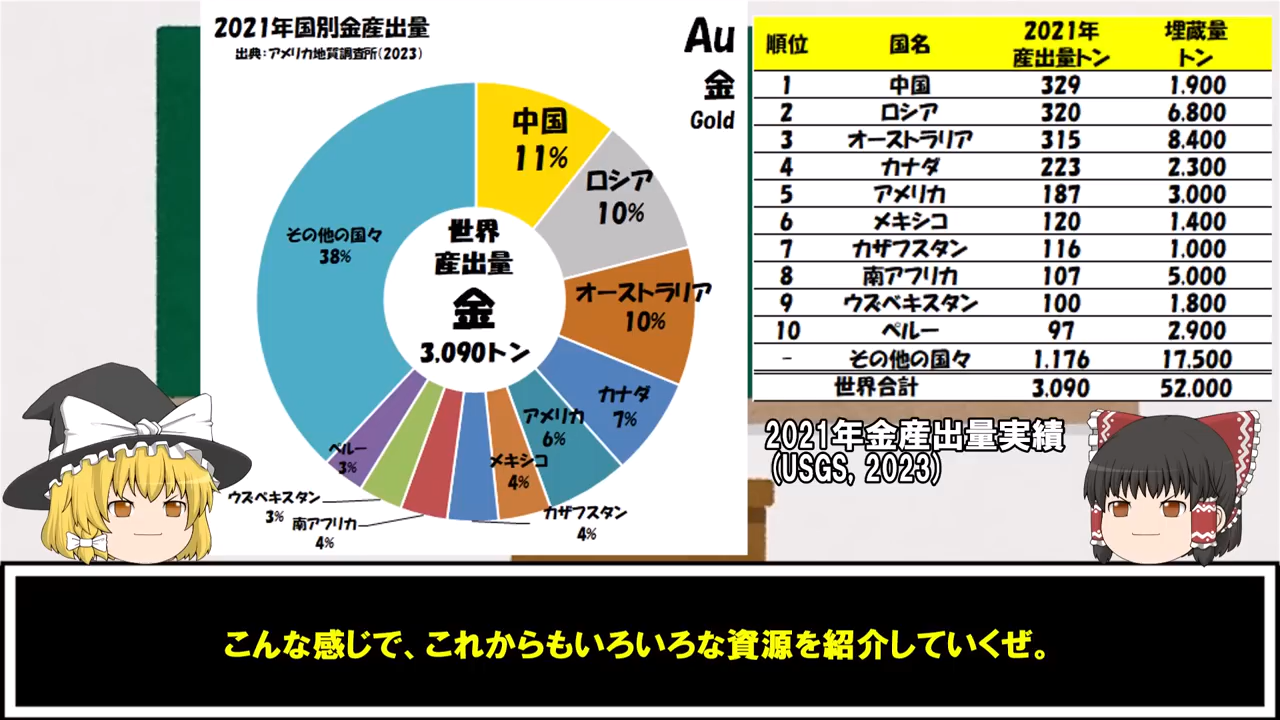 2021年国別金産出量
出典:アメリカ地質調査所(2023)
Au
金
Gold
中国
11%
ロシア
10%
オーストラリア
10%
カナダ
7%
アメリカ
6%
メキシコ
4%
カザフスタン
4%
南アフリカ
4%
ウズベキスタン
3%
ペルー
3%
その他の国々
38%
世界
産出量
金
3,090トン
順位 国名 2021年産出量トン 埋蔵量トン
1 中国 329 1.900
2 ロシア 320 6.800
3 オーストラリア 315 8.400
4 カナダ 223 2.300
5 アメリカ 187 3.000
6 メキシコ 120 1.400
7 カザフスタン 116 1.000
8 南アフリカ 107 5.000
9 ウズベキスタン 100 1.800
10 ペルー 97 2.900
- その他の国々 1.176 17.500
世界合計 3.090 52.000
2021年金産出量実績
(USGS, 2023)
こんな感じで、これからもいろいろな資源を紹介していくぜ。